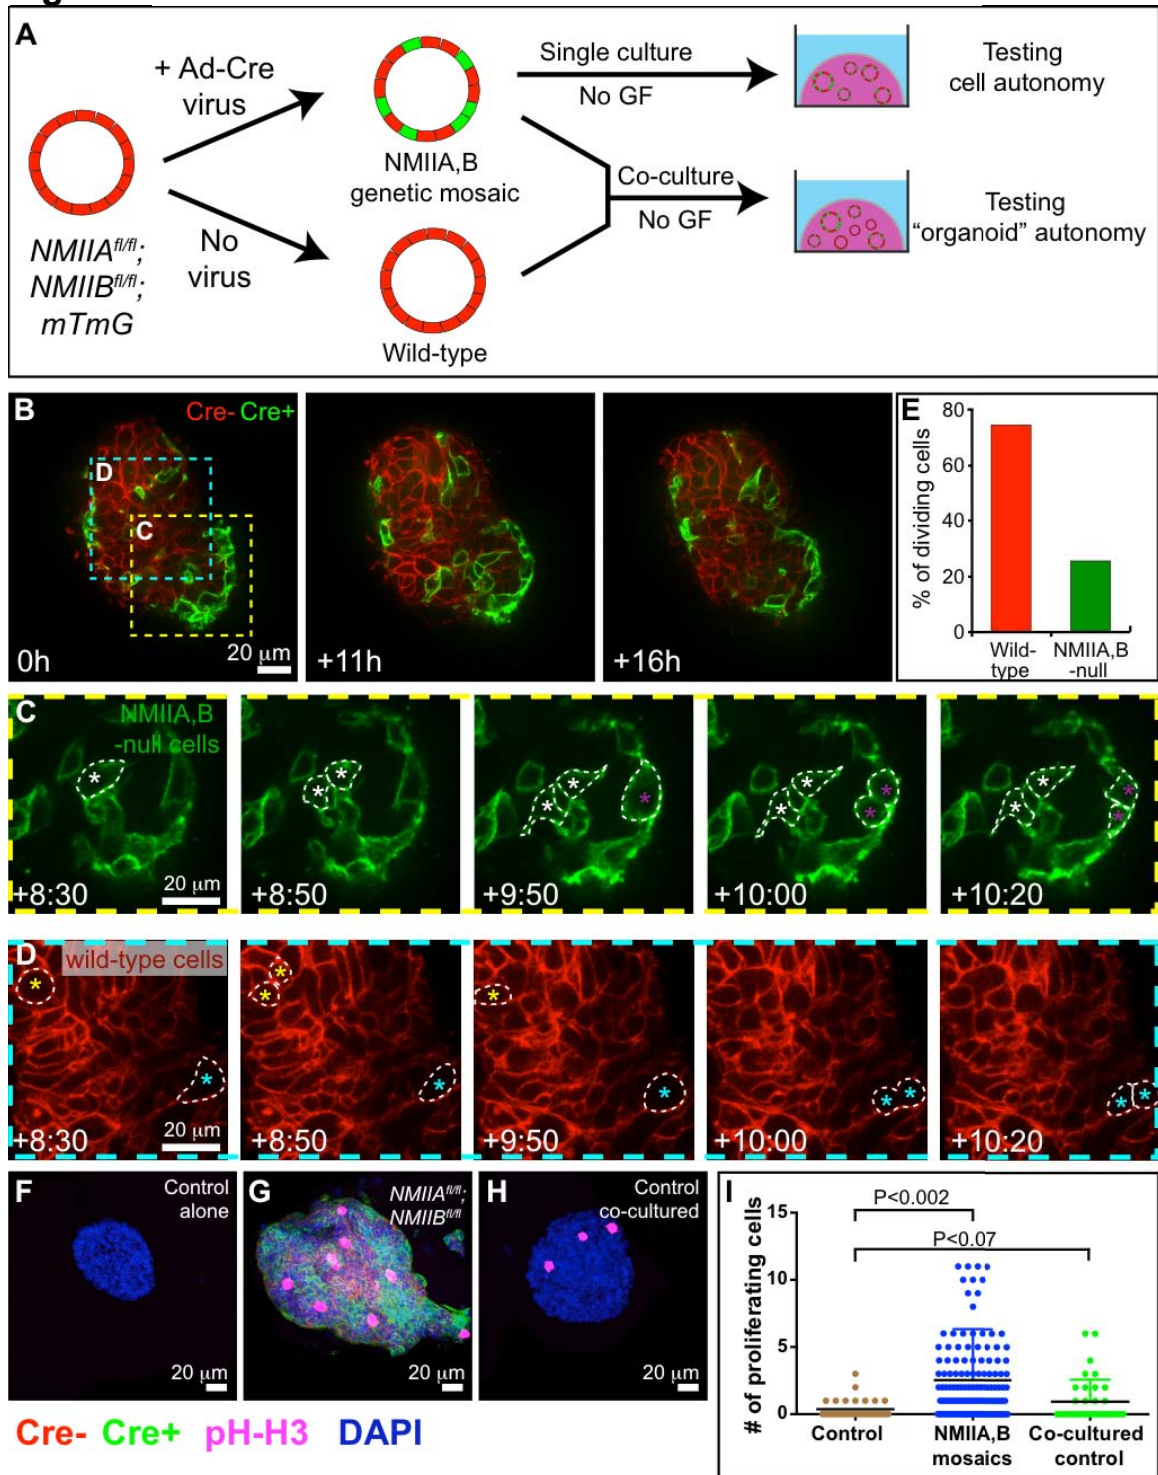 A
+ Ad-Cre
virus
NMIIA^fl/fl;
NMIIB^fl/fl;
mTmG
No
virus
NMIIA,B
genetic mosaic
Wild-type
Single culture
No GF
Co-culture
No GF
Testing
cell autonomy
Testing
“organoid” autonomy
B
Cre- Cre+
D
C
0h
20 µm
+11h
+16h
E
% of dividing cells
80
60
40
20
0
Wild-
type
NMIIA,B
-null
C
NMIIA,B
-null cells
+8:30
20 µm
+8:50
+9:50
+10:00
+10:20
D
wild-type cells
+8:30
20 µm
+8:50
+9:50
+10:00
+10:20
F
Control
alone
20 µm
G
NMIIA^fl/fl;
NMIIB^fl/fl
20 µm
H
Control
co-cultured
20 µm
Cre- Cre+ pH-H3 DAPI
I
# of proliferating cells
P<0.002
P<0.07
15
10
5
0
Control
NMIIA,B
mosaics
Co-cultured
control